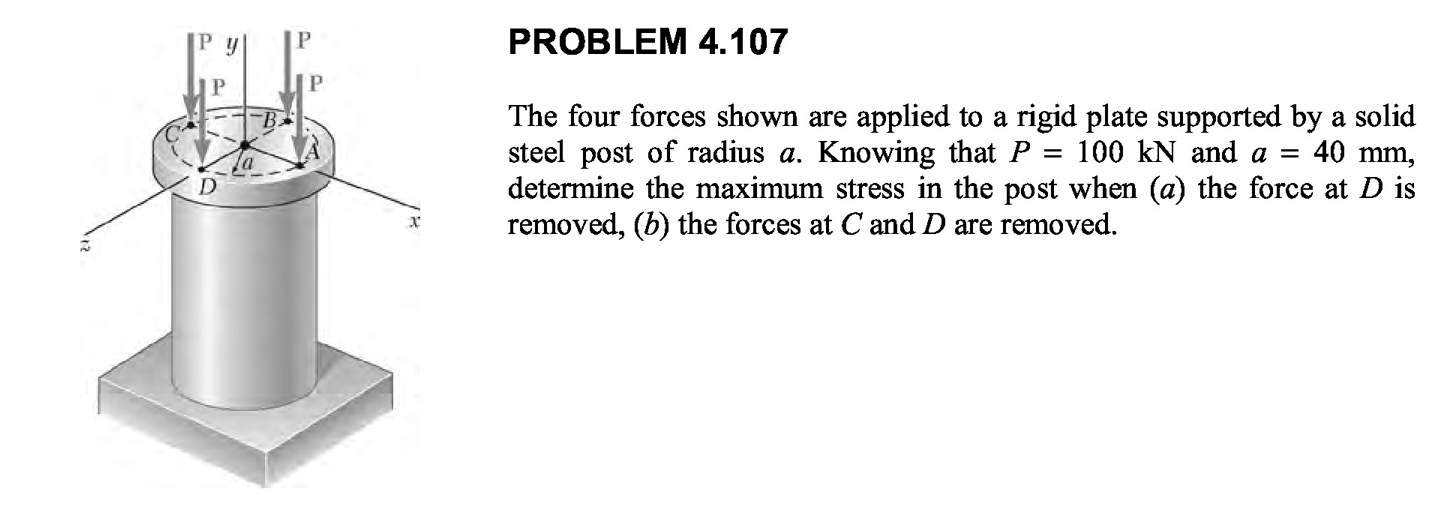 PROBLEM 4.107
The four forces shown are applied to a rigid plate supported by a solid
steel post of radius a. Knowing that P = 100 kN and a = 40 mm,
determine the maximum stress in the post when (a) the force at D is
removed, (b) the forces at C and D are removed.
P y P
P P
B
C
a A
D
x
z